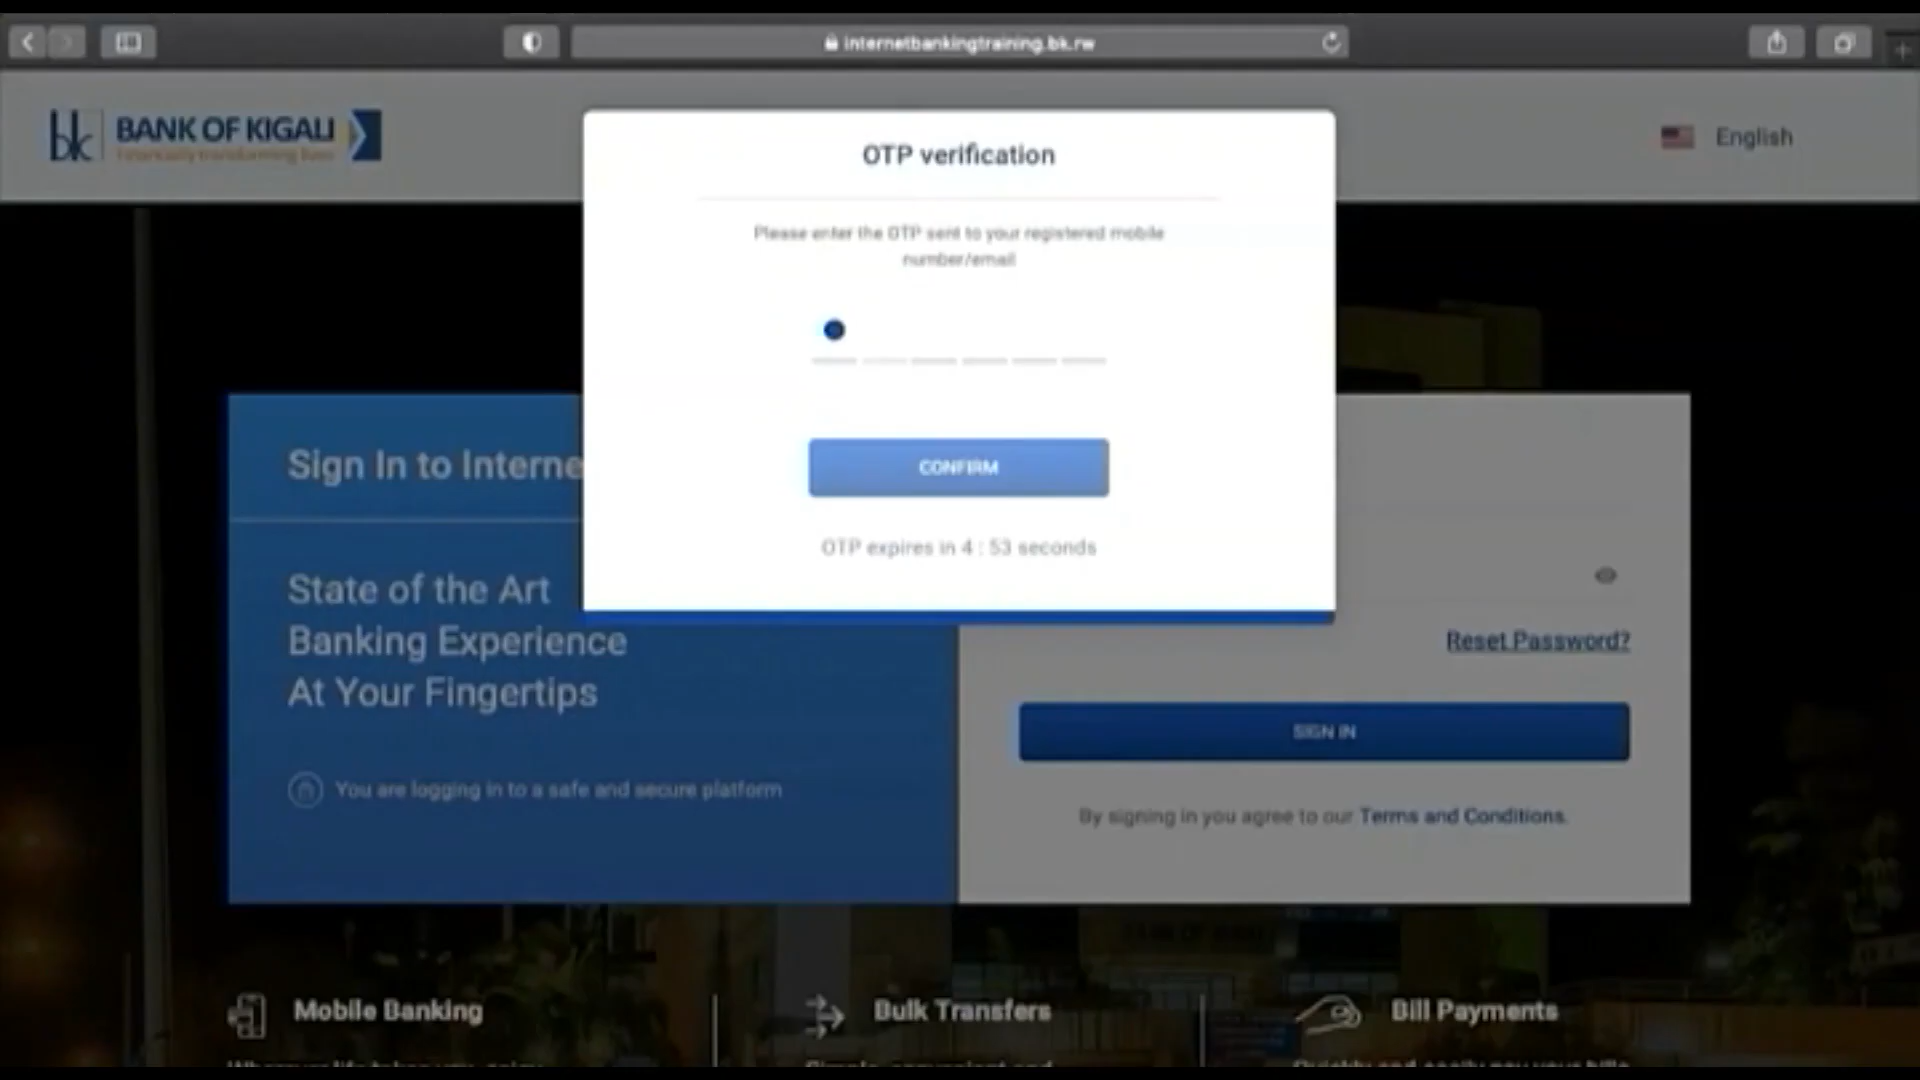 internetbankingtraining.bk.rw
BANK OF KIGALI
English
OTP verification
Please enter the OTP sent to your registered mobile
number/email
CONFIRM
OTP expires in 4 : 53 seconds
Sign In to Interne
State of the Art
Banking Experience
At Your Fingertips
You are logging in to a safe and secure platform
Reset Password?
SIGN IN
By signing in you agree to our Terms and Conditions.
Mobile Banking
Bulk Transfers
Bill Payments